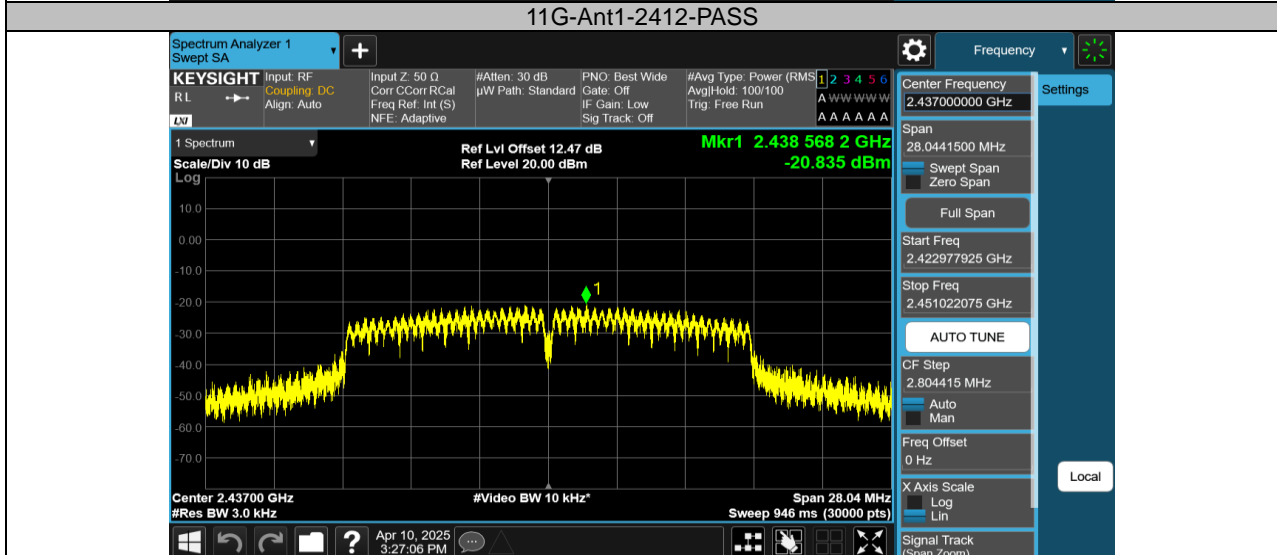 11G-Ant1-2412-PASS
Spectrum Analyzer 1
Swept SA
Frequency
KEYSIGHT
RL
LXI
Input: RF
Coupling: DC
Align: Auto
Input Z: 50 Ω
Corr CCorr RCal
Freq Ref: Int (S)
NFE: Adaptive
#Atten: 30 dB
µW Path: Standard
PNO: Best Wide
Gate: Off
IF Gain: Low
Sig Track: Off
#Avg Type: Power (RMS
Avg|Hold: 100/100
Trig: Free Run
1 2 3 4 5 6
A W W W W W
A A A A A A
1 Spectrum
Scale/Div 10 dB
Log
Ref Lvl Offset 12.47 dB
Ref Level 20.00 dBm
Mkr1 2.438 568 2 GHz
-20.835 dBm
10.0
0.00
-10.0
-20.0
-30.0
-40.0
-50.0
-60.0
-70.0
1
Center 2.43700 GHz
#Res BW 3.0 kHz
#Video BW 10 kHz*
Span 28.04 MHz
Sweep 946 ms (30000 pts)
Center Frequency
2.437000000 GHz
Settings
Span
28.0441500 MHz
Swept Span
Zero Span
Full Span
Start Freq
2.422977925 GHz
Stop Freq
2.451022075 GHz
AUTO TUNE
CF Step
2.804415 MHz
Auto
Man
Freq Offset
0 Hz
X Axis Scale
Log
Lin
Local
Signal Track
(Span Zoom)
?
Apr 10, 2025
3:27:06 PM